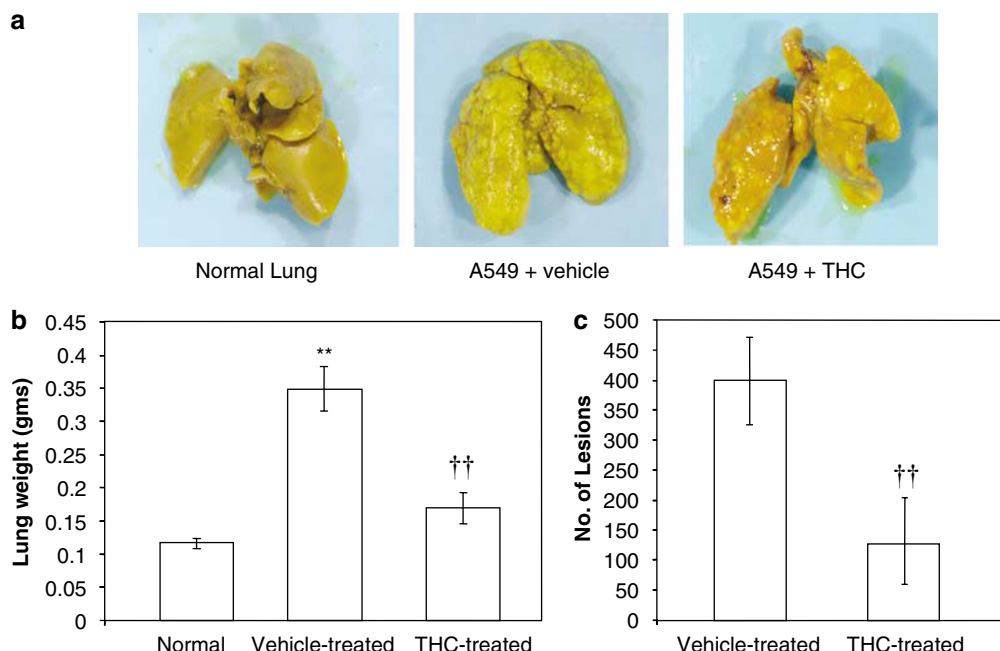 a
Normal Lung
A549 + vehicle
A549 + THC
b
Lung weight (gms)
0.45
0.4
0.35
0.3
0.25
0.2
0.15
0.1
0.05
0
**
††
Normal
Vehicle-treated
THC-treated
c
No. of Lesions
500
450
400
350
300
250
200
150
100
50
0
††
Vehicle-treated
THC-treated